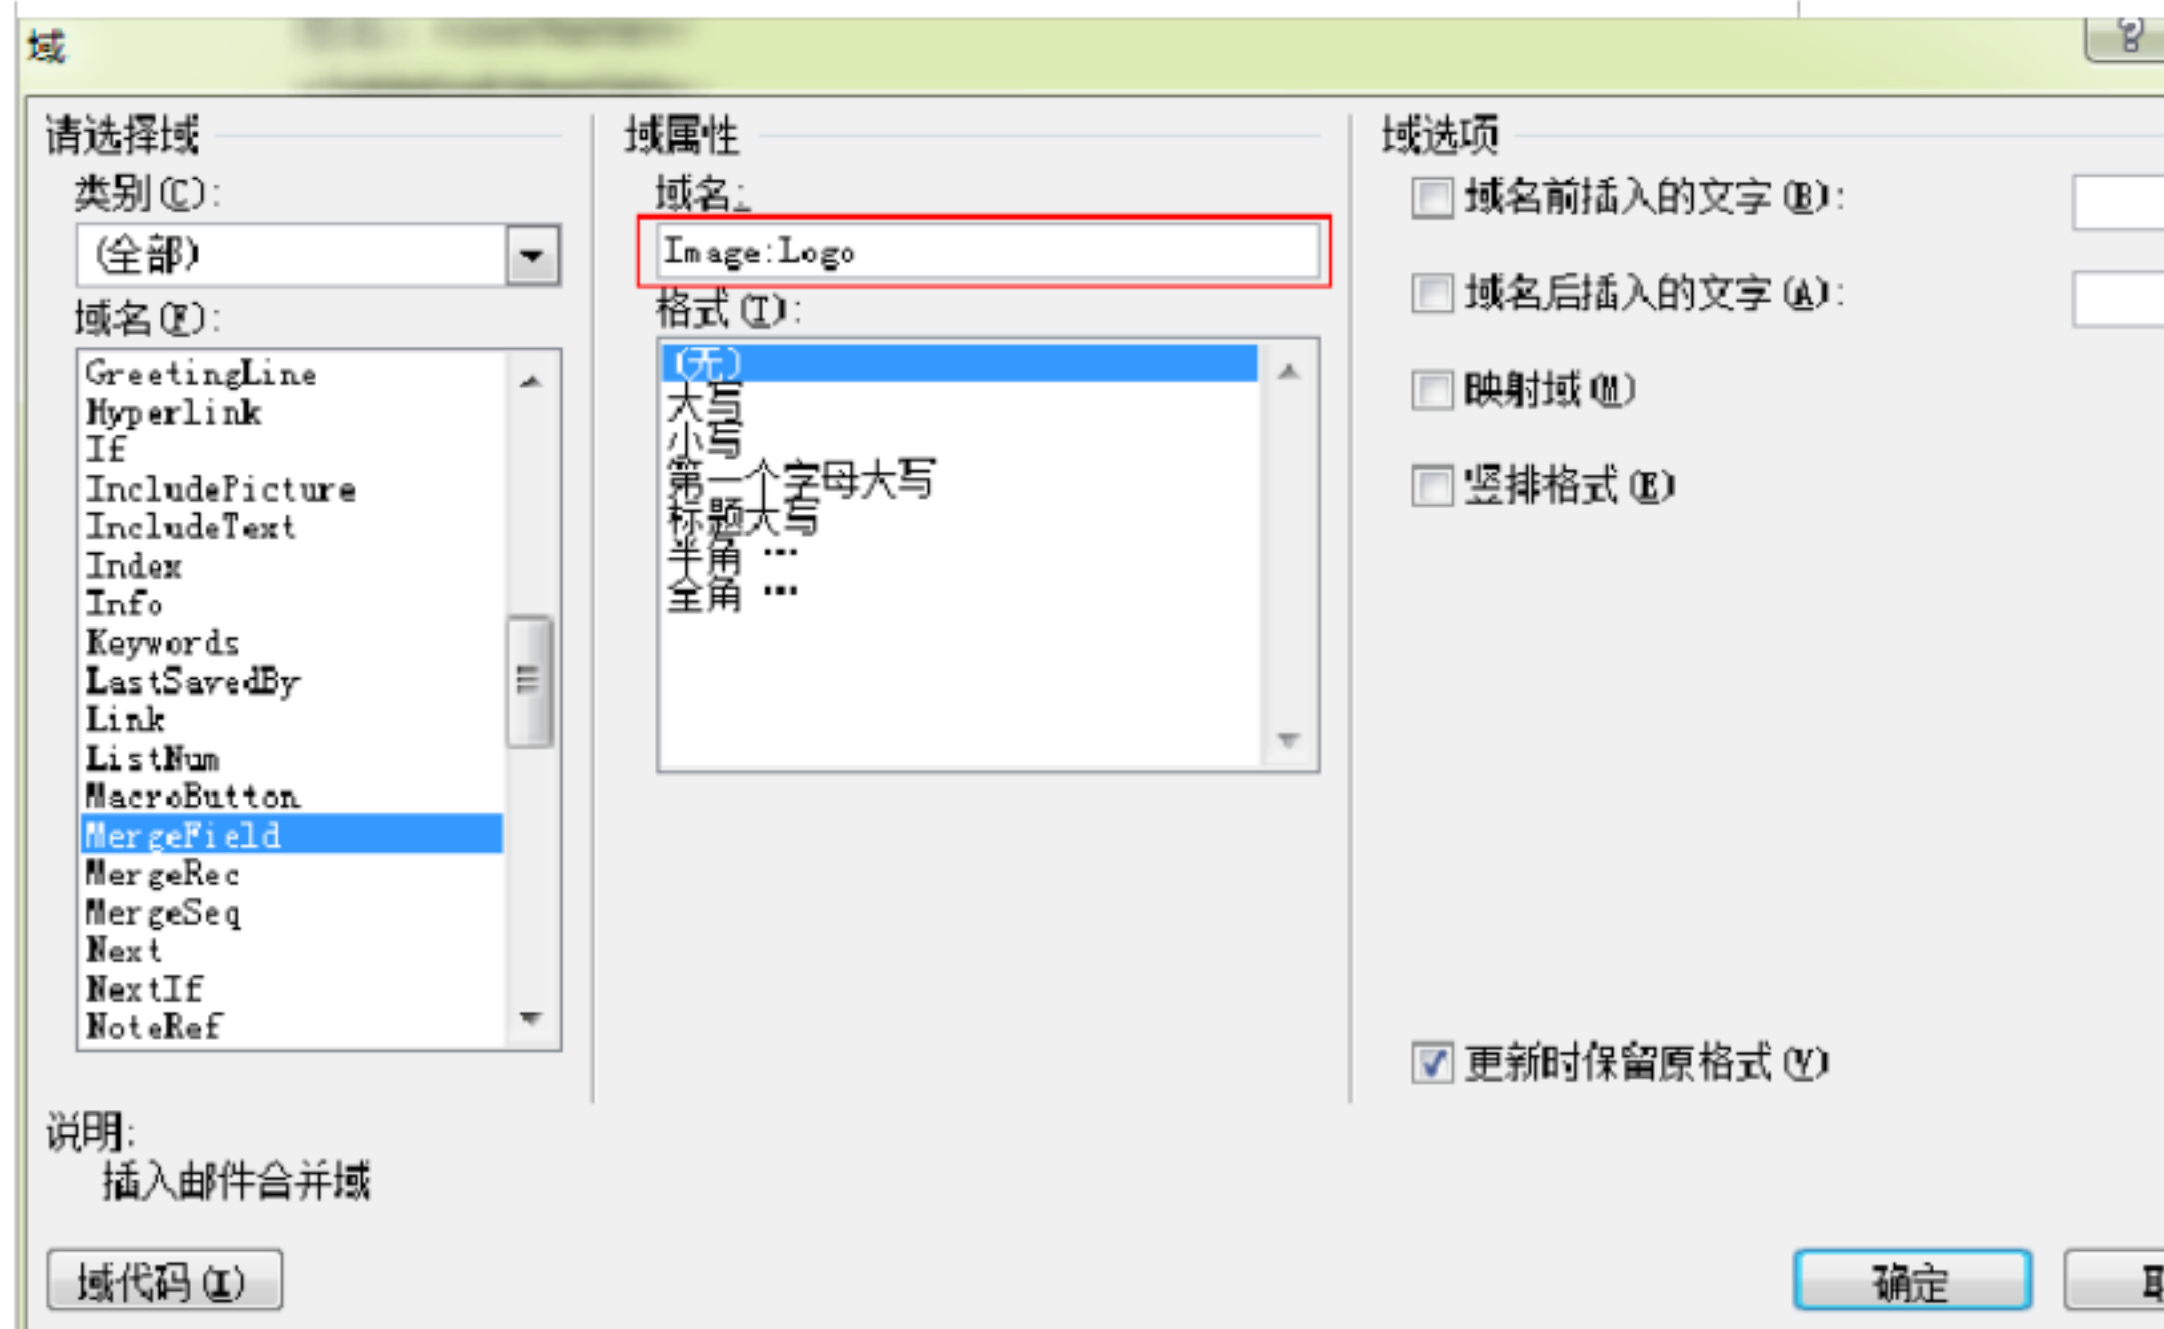 域
请选择域
类别(C):
(全部)
域名(F):
GreetingLine
Hyperlink
If
IncludePicture
IncludeText
Index
Info
Keywords
LastSavedBy
Link
ListNum
MacroButton
MergeField
MergeRec
MergeSeq
Next
NextIf
NoteRef
域属性
域名:
Image:Logo
格式(T):
(无)
大写
小写
第一个字母大写
标题大写
半角 ...
全角 ...
域选项
域名前插入的文字(B):
域名后插入的文字(A):
映射域(M)
竖排格式(E)
更新时保留原格式(V)
说明:
插入邮件合并域
域代码(I)
确定